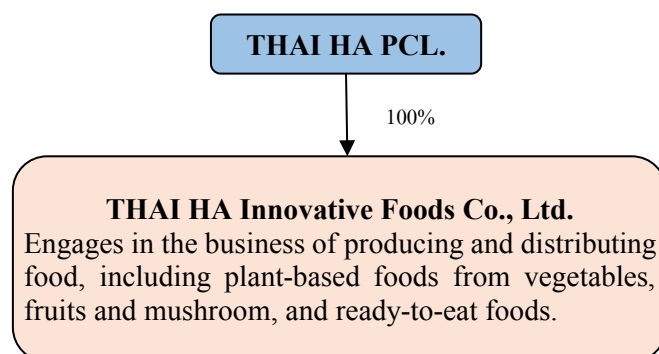 THAI HA PCL.
100%
THAI HA Innovative Foods Co., Ltd.
Engages in the business of producing and distributing
food, including plant-based foods from vegetables,
fruits and mushroom, and ready-to-eat foods.